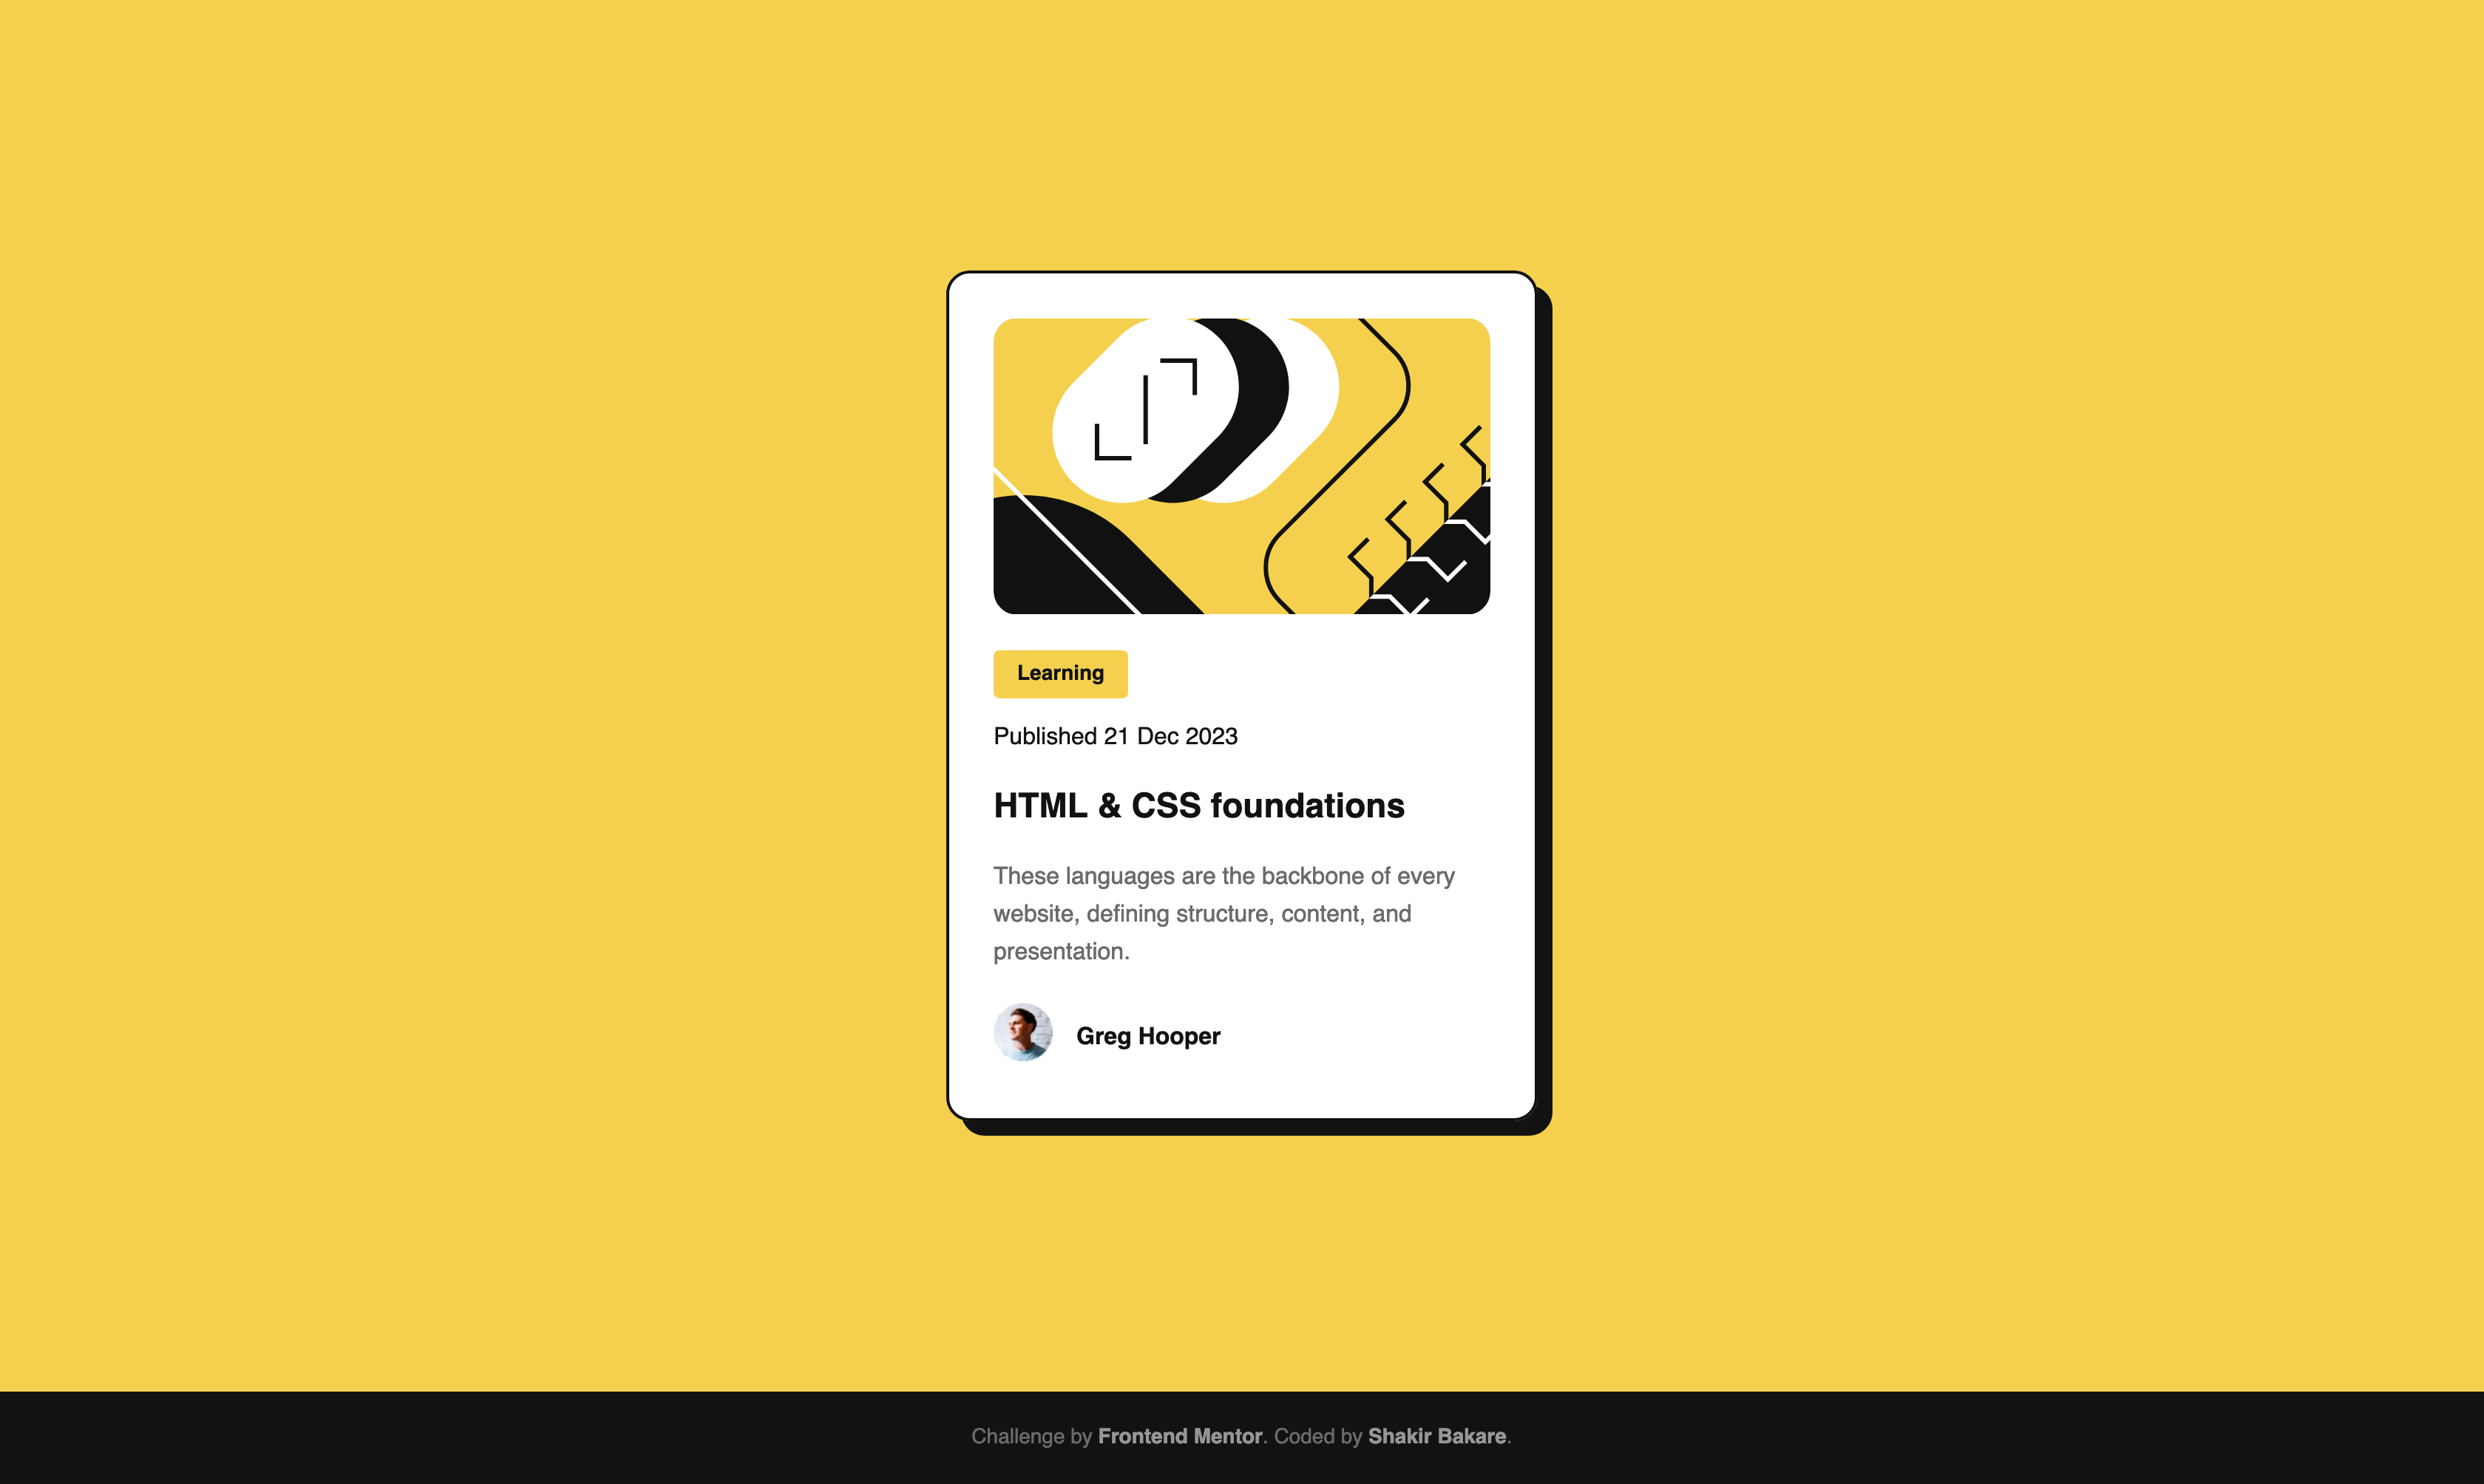 Learning
Published 21 Dec 2023
HTML & CSS foundations
These languages are the backbone of every
website, defining structure, content, and
presentation.
Greg Hooper
Challenge by Frontend Mentor. Coded by Shakir Bakare.